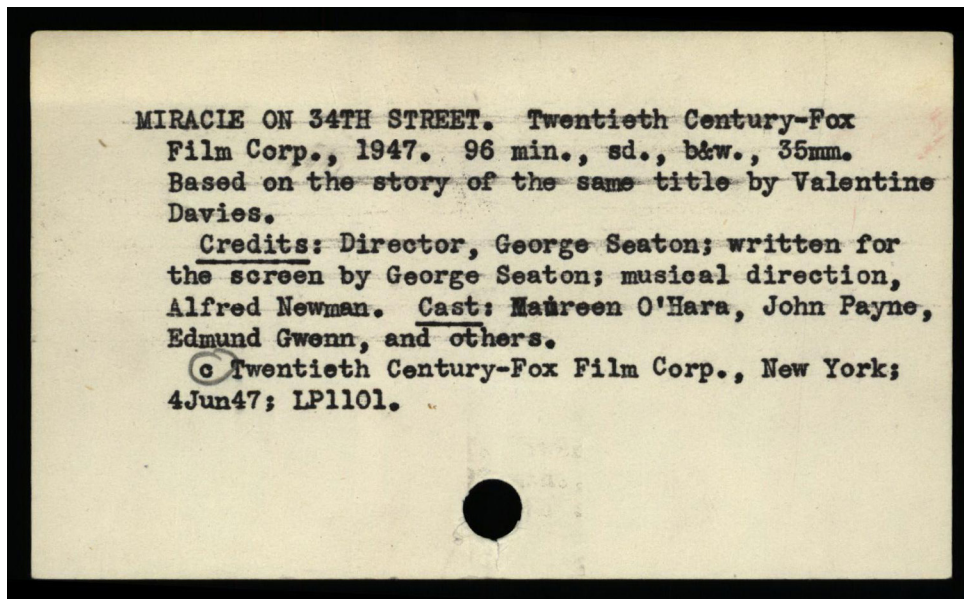 MIRACLE ON 34TH STREET. Twentieth Century-Fox
Film Corp., 1947. 96 min., sd., b&w., 35mm.
Based on the story of the same title by Valentine
Davies.
Credits: Director, George Seaton; written for
the screen by George Seaton; musical direction,
Alfred Newman. Cast: Maureen O'Hara, John Payne,
Edmund Gwenn, and others.
© Twentieth Century-Fox Film Corp., New York;
4Jun47; LP1101.